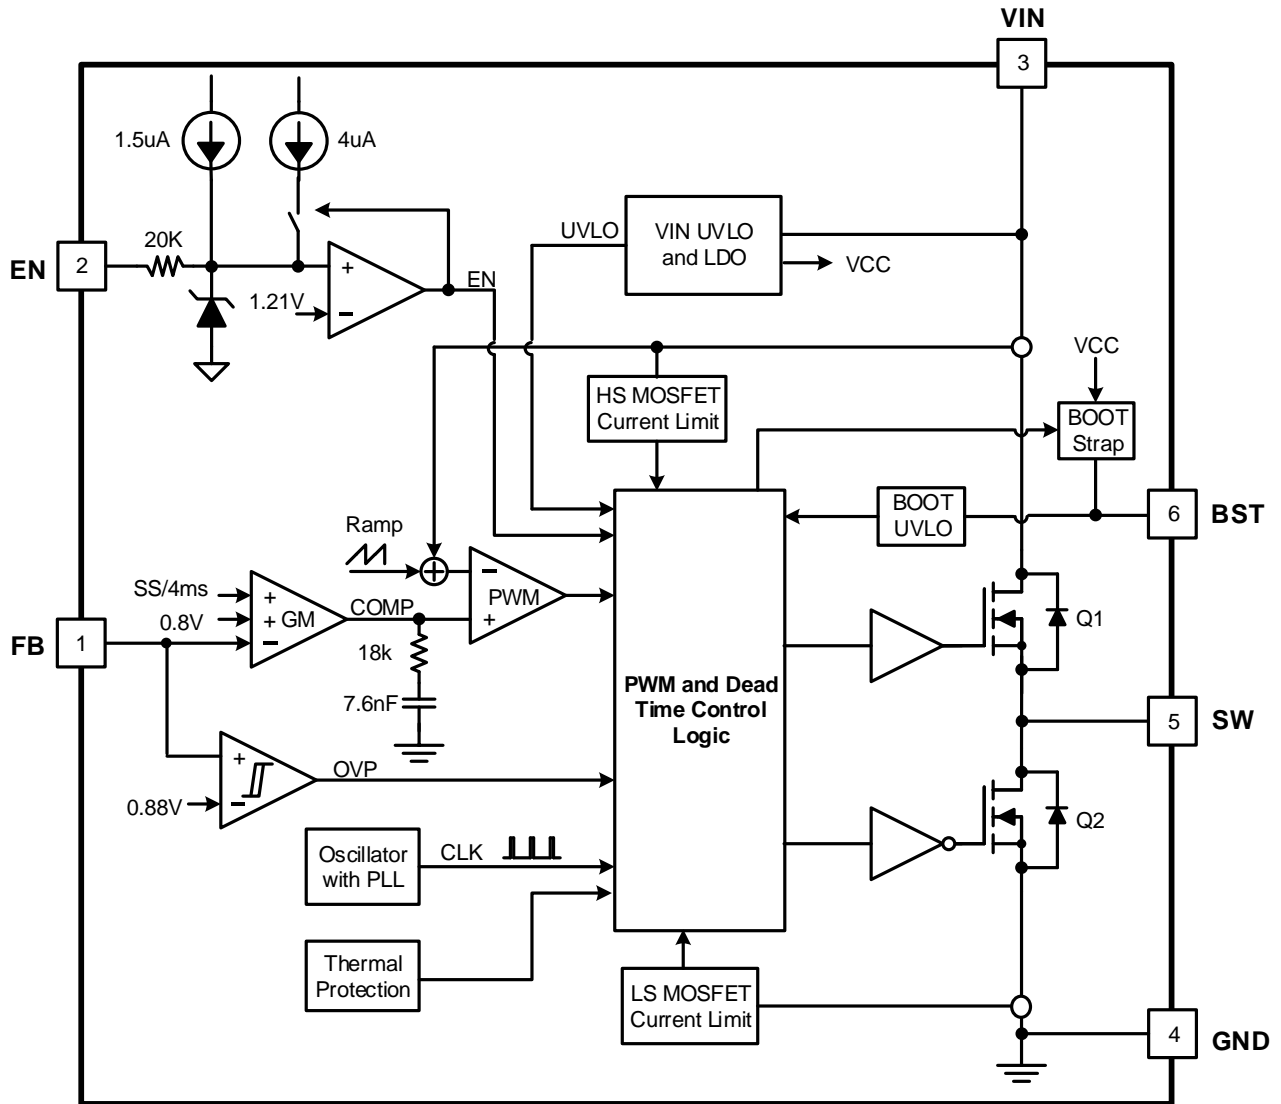 VIN
3
1.5uA
4uA
20K
EN
2
+
1.21V
−
EN
UVLO
VIN UVLO
and LDO
VCC
VCC
HS MOSFET
Current Limit
BOOT
Strap
BOOT
UVLO
6
BST
Ramp
+
−
PWM
+
SS/4ms
+
0.8V
+
GM
−
COMP
FB
1
18k
7.6nF
PWM and Dead
Time Control
Logic
Q1
5
SW
+
0.88V
−
OVP
Q2
Oscillator
with PLL
CLK
Thermal
Protection
LS MOSFET
Current Limit
4
GND